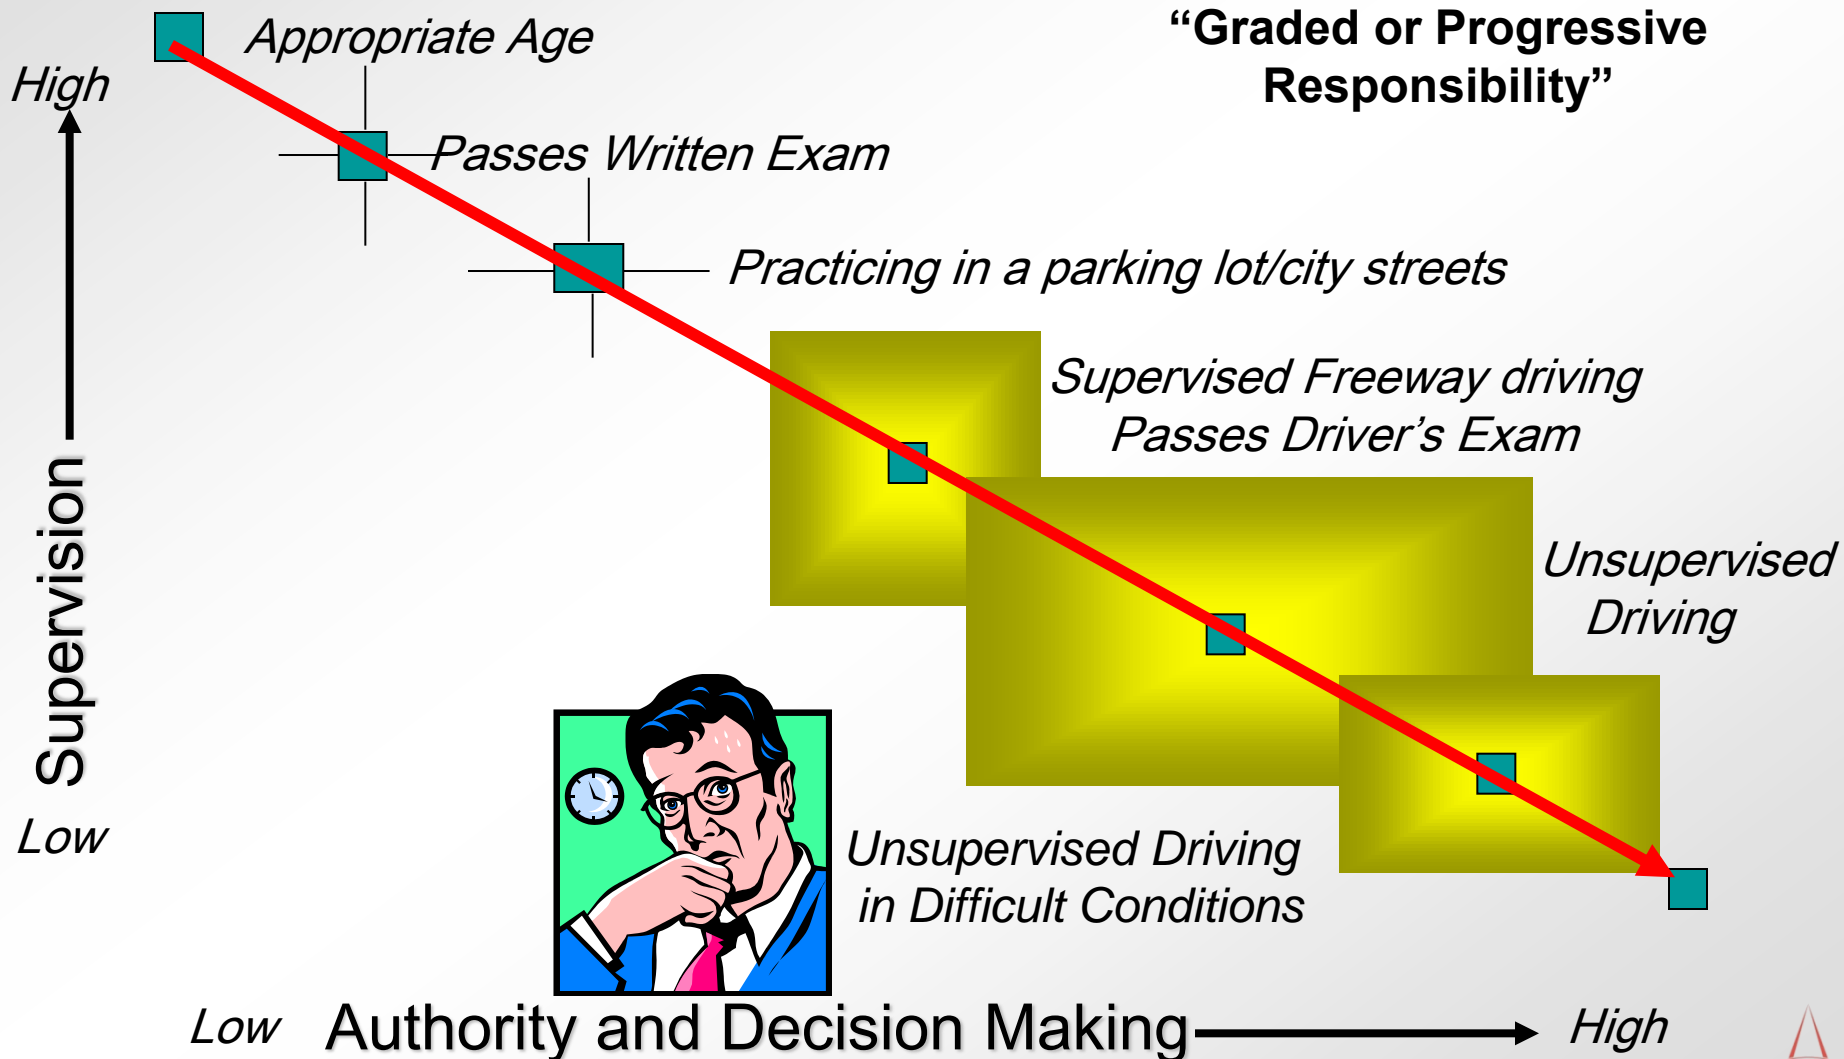 “Graded or Progressive
Responsibility”
Appropriate Age
High
Passes Written Exam
Practicing in a parking lot/city streets
Supervised Freeway driving
Passes Driver’s Exam
Unsupervised
Driving
Supervision
Low
Unsupervised Driving
in Difficult Conditions
Low Authority and Decision Making High